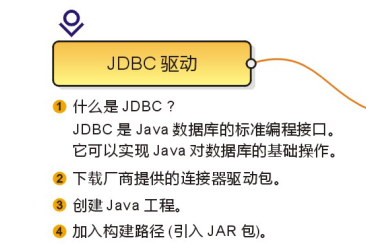 JDBC 驱动
1 什么是 JDBC ?
JDBC 是 Java 数据库的标准编程接口。
它可以实现 Java 对数据库的基础操作。
2 下载厂商提供的连接器驱动包。
3 创建 Java 工程。
4 加入构建路径 (引入 JAR 包)。